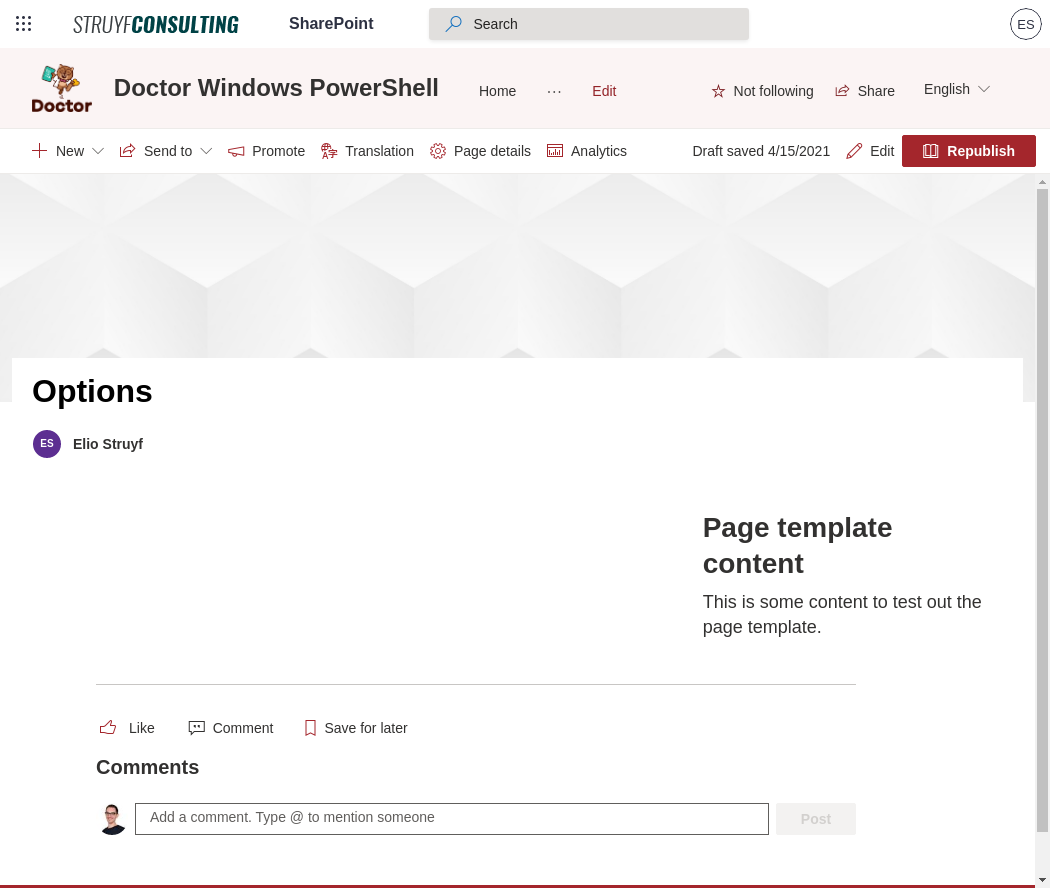 STRUYFCONSULTING SharePoint Search ES
Doctor Doctor Windows PowerShell Home ... Edit Not following Share English
New Send to Promote Translation Page details Analytics Draft saved 4/15/2021 Edit Republish
Options
ES Elio Struyf
Page template
content
This is some content to test out the
page template.
Like Comment Save for later
Comments
Add a comment. Type @ to mention someone Post